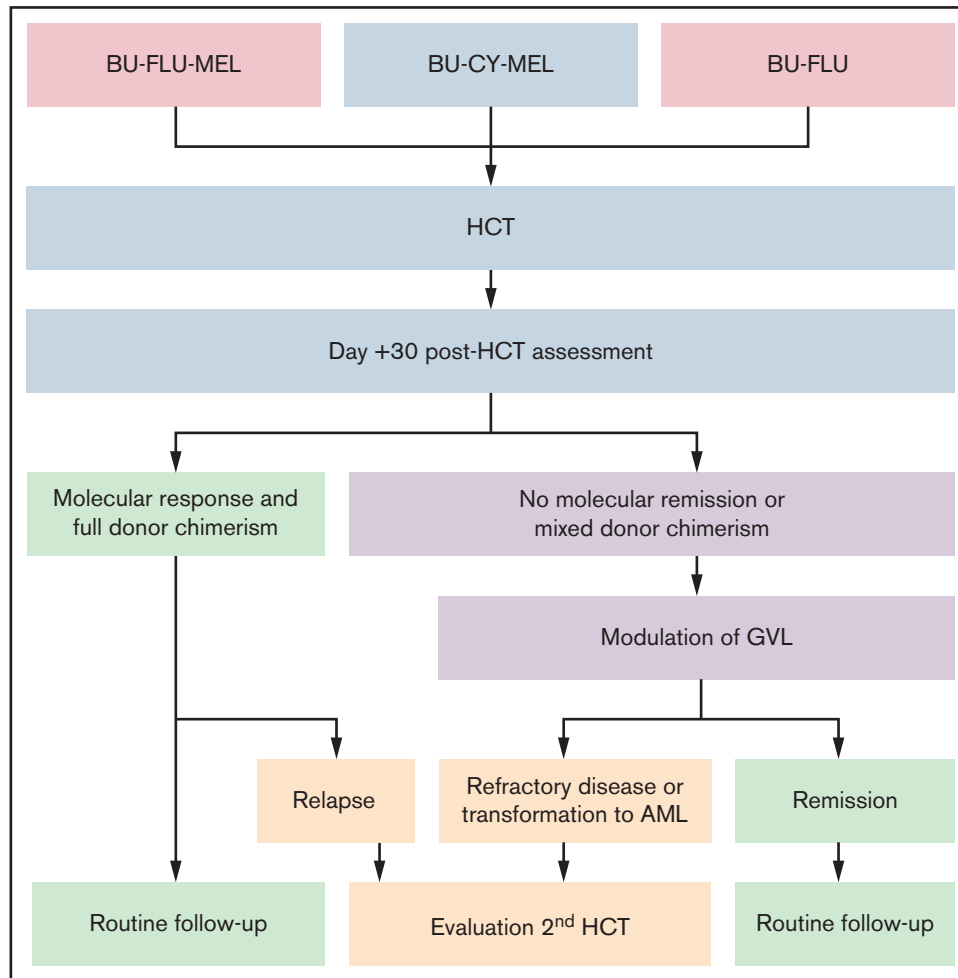 BU-FLU-MEL
BU-CY-MEL
BU-FLU
HCT
Day +30 post-HCT assessment
Molecular response and
full donor chimerism
No molecular remission or
mixed donor chimerism
Modulation of GVL
Relapse
Refractory disease or
transformation to AML
Remission
Routine follow-up
Evaluation 2nd HCT
Routine follow-up